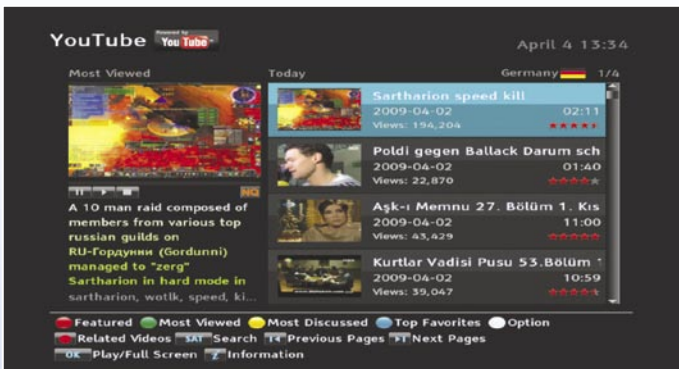 YouTube Powered by YouTube April 4 13:34
Most Viewed Today Germany 1/4
Sartharion speed kill
2009-04-02 02:11
Views: 194,204
Poldi gegen Ballack Darum sch
2009-04-02 01:40
Views: 22,870
Aşk-ı Memnu 27. Bölüm 1. Kıs
2009-04-02 11:00
Views: 43,429
Kurtlar Vadisi Pusu 53.Bölüm
2009-04-02 10:59
Views: 39,047
HQ
A 10 man raid composed of
members from various top
russian guilds on
RU-Гордунни (Gordunni)
managed to "zerg"
Sartharion in hard mode in
sartharion, wotlk, speed, ki...
Featured Most Viewed Most Discussed Top Favorites Option
Related Videos SAT Search Previous Pages Next Pages
OK Play/Full Screen Information